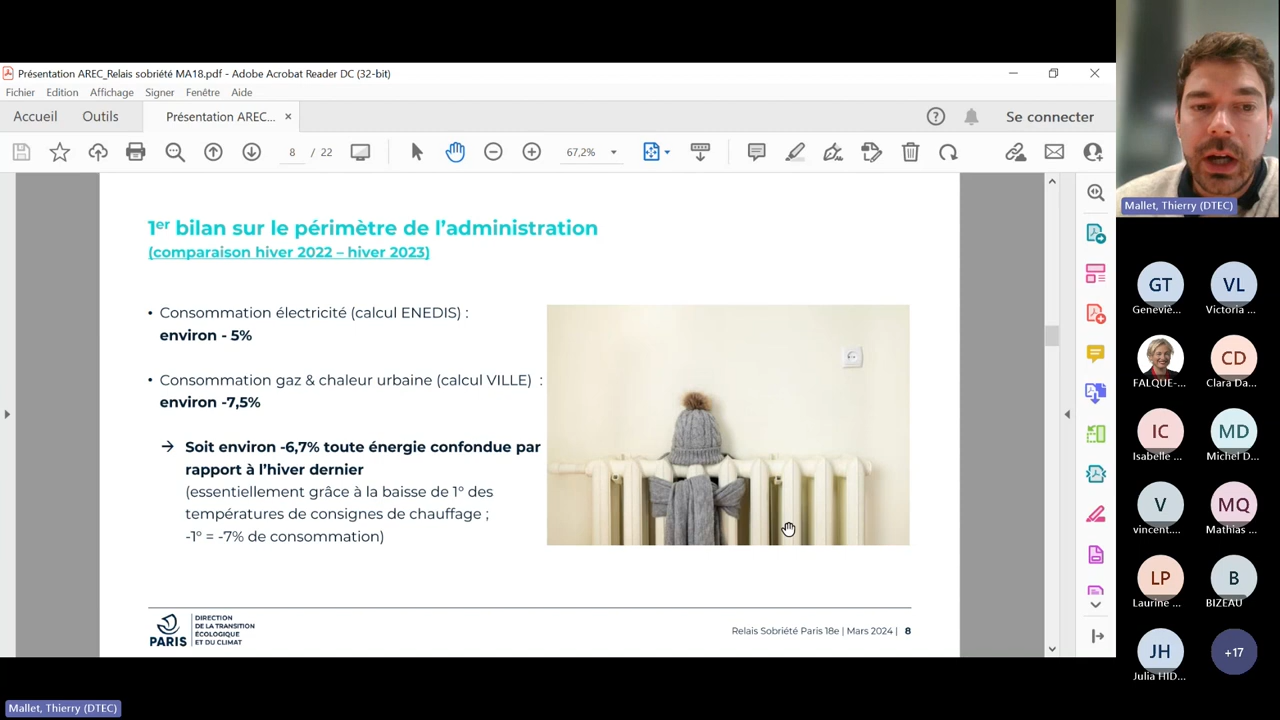 Présentation AREC_Relais sobriété MA18.pdf - Adobe Acrobat Reader DC (32-bit)
Fichier Edition Affichage Signer Fenêtre Aide
Accueil Outils Présentation AREC... × Se connecter
8 / 22 67,2%
1er bilan sur le périmètre de l'administration
(comparaison hiver 2022 – hiver 2023)
• Consommation électricité (calcul ENEDIS) :
environ - 5%
• Consommation gaz & chaleur urbaine (calcul VILLE) :
environ -7,5%
→ Soit environ -6,7% toute énergie confondue par
rapport à l'hiver dernier
(essentiellement grâce à la baisse de 1° des
températures de consignes de chauffage ;
-1° = -7% de consommation)
PARIS
DIRECTION
DE LA TRANSITION
ÉCOLOGIQUE
ET DU CLIMAT
Relais Sobriété Paris 18e | Mars 2024 | 8
Mallet, Thierry (DTEC)
GT VL
Geneviè... Victoria ...
CD
FALQUE-... Clara Da...
IC MD
Isabelle ... Michel D...
V MQ
vincent.... Mathias ...
LP B
Laurine ... BIZEAU
JH +17
Julia HID...
Mallet, Thierry (DTEC)